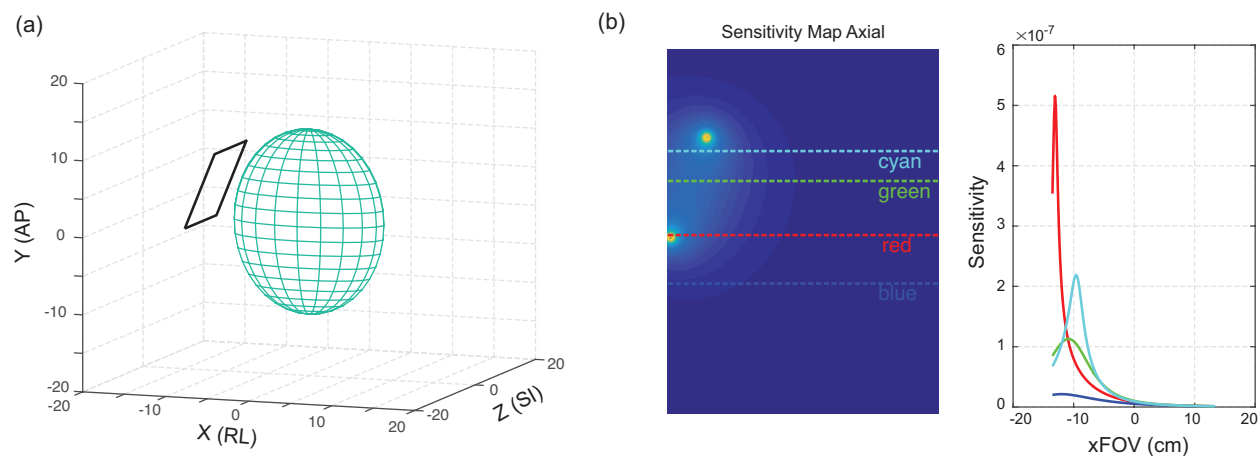 (a)
20
10
0
-10
-20
Y (AP)
-20
-10
0
10
20
X (RL)
-20
0
20
Z (SI)
(b)
Sensitivity Map Axial
cyan
green
red
blue
×10⁻⁷
6
5
4
3
2
1
0
Sensitivity
-20
-10
0
10
20
xFOV (cm)